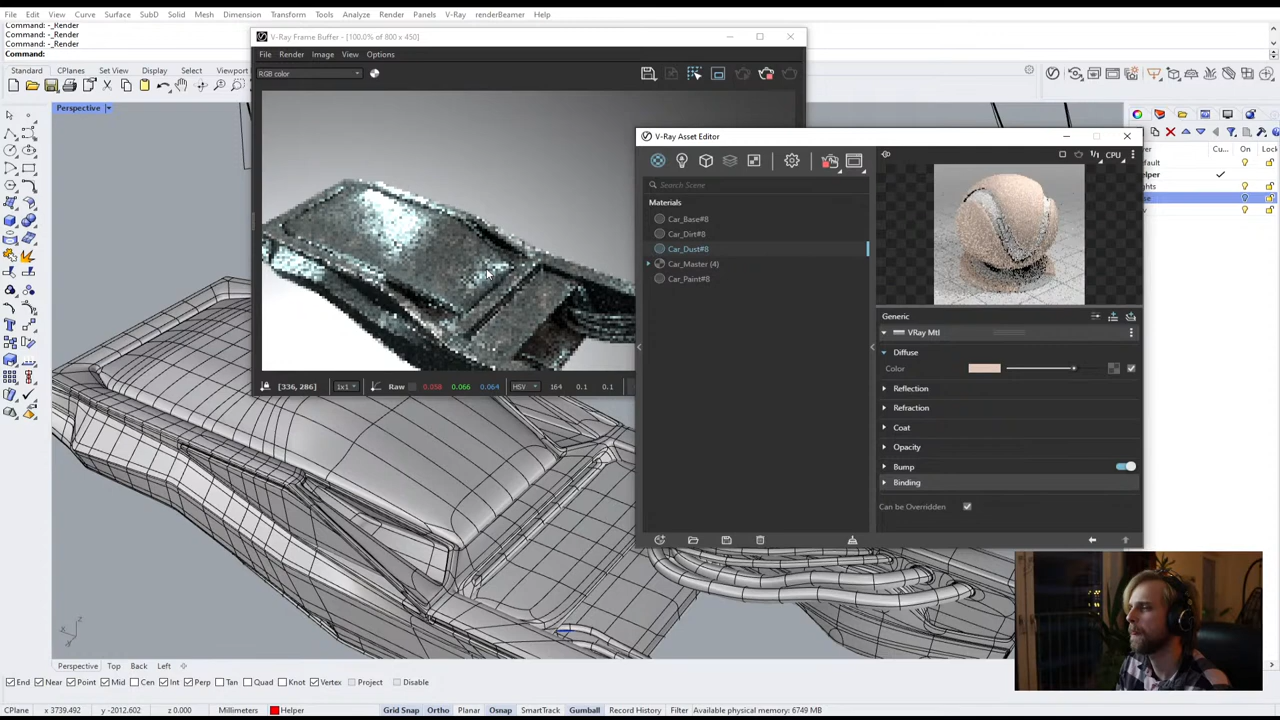 File Edit View Curve Surface SubD Solid Mesh Dimension Transform Tools Analyze Render Panels V-Ray renderBeamer Window Help
Command: -_Render
Command: -_Render
Command: -_Render
Command:
Standard CPlanes Set View Display Select Viewport
Perspective
V-Ray Frame Buffer - [100.0% of 800 x 450]
File Render Image View Options
RGB color
[336, 286] 1x1 Raw 0.058 0.066 0.064 HSV 164 0.1 0.1
V-Ray Asset Editor
Search Scene
Materials
Car_Base#8
Car_Dirt#8
Car_Dust#8
Car_Master (4)
Car_Paint#8
1/1 CPU
Generic
VRay Mtl
Diffuse
Color
Reflection
Refraction
Coat
Opacity
Bump
Binding
Can be Overridden
Cu... On Lock
z
x
y
Perspective Top Back Left
End Near Point Mid Cen Int Perp Tan Quad Knot Vertex Project Disable
CPlane x 3739.492 y -2012.602 z 0.000 Millimeters Helper Grid Snap Ortho Planar Osnap SmartTrack Gumball Record History Filter Available physical memory: 6749 MB